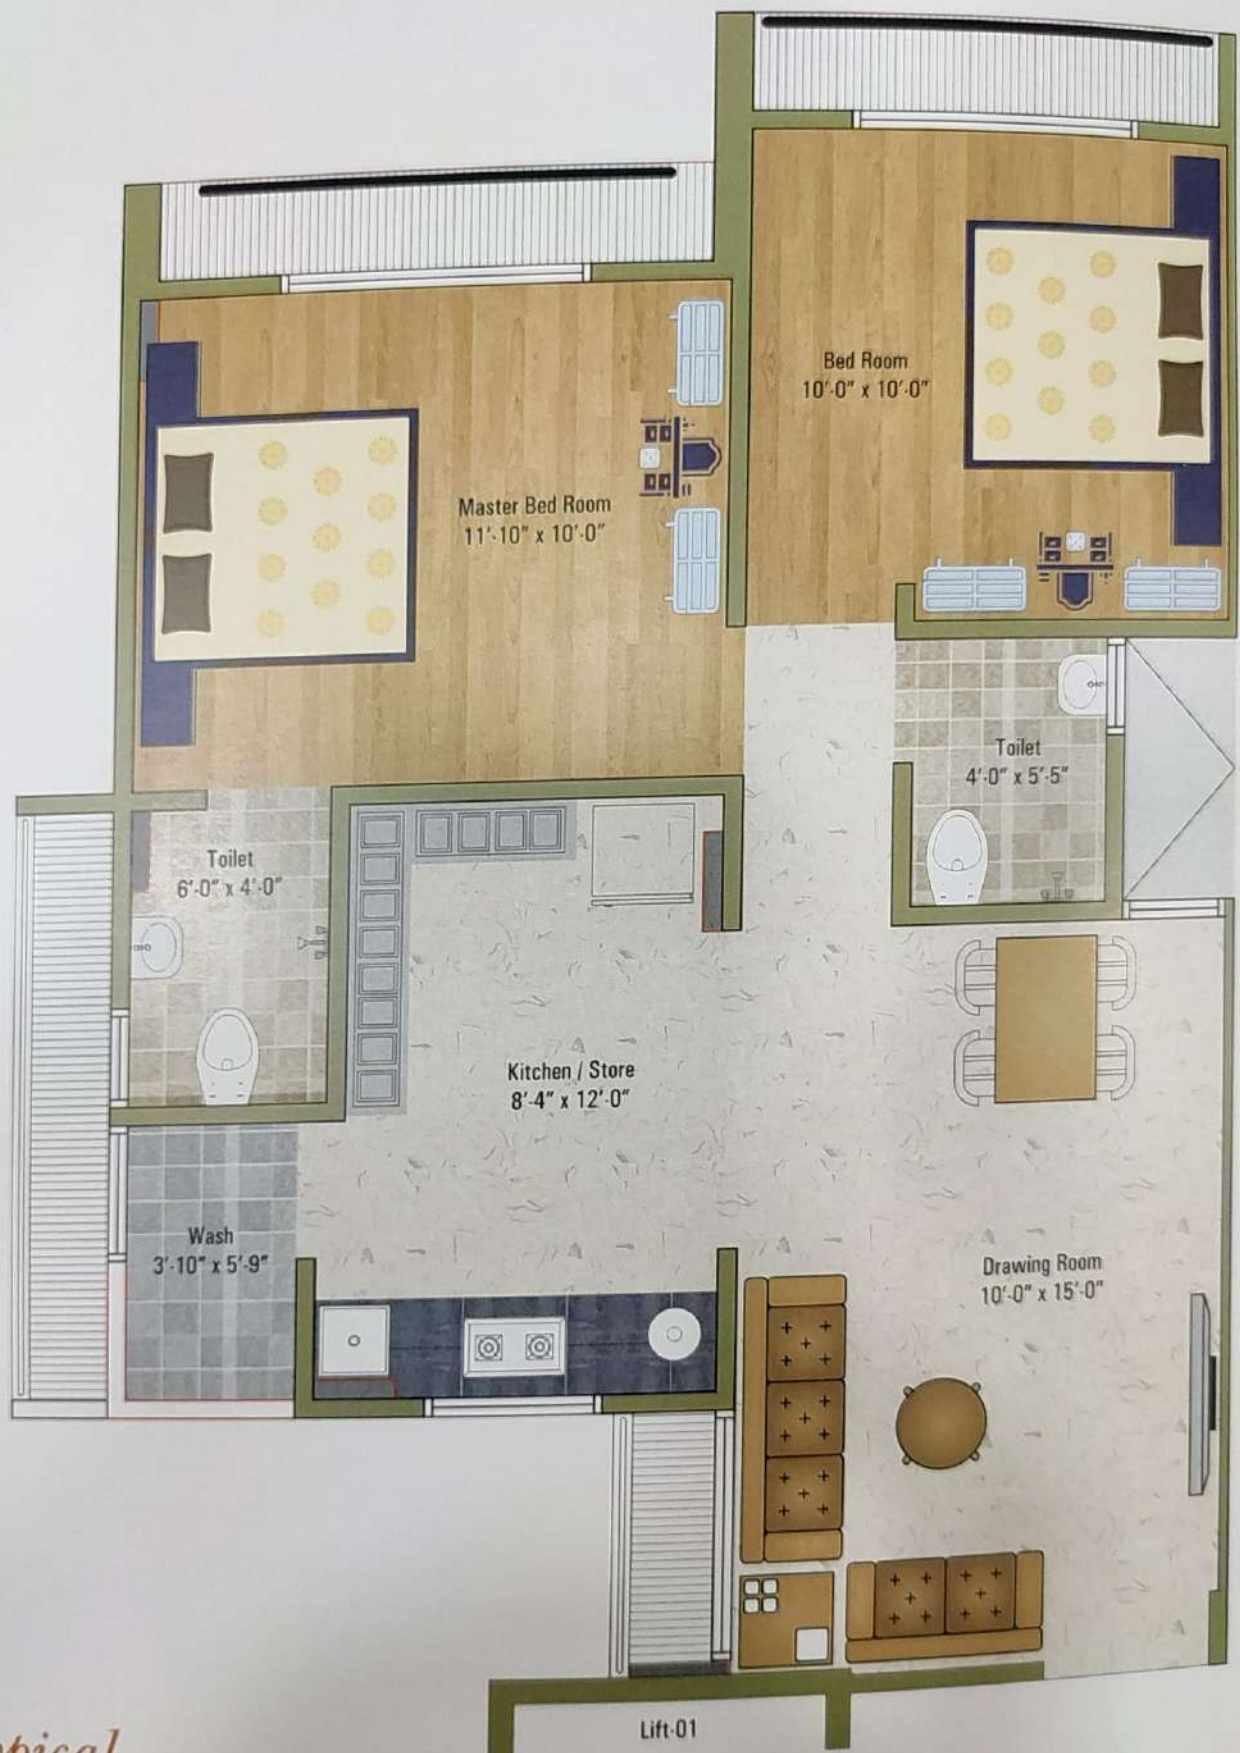 Bed Room
10'-0" x 10'-0"
Master Bed Room
11'-10" x 10'-0"
Toilet
4'-0" x 5'-5"
Toilet
6'-0" x 4'-0"
Kitchen / Store
8'-4" x 12'-0"
Wash
3'-10" x 5'-9"
Drawing Room
10'-0" x 15'-0"
Lift-01